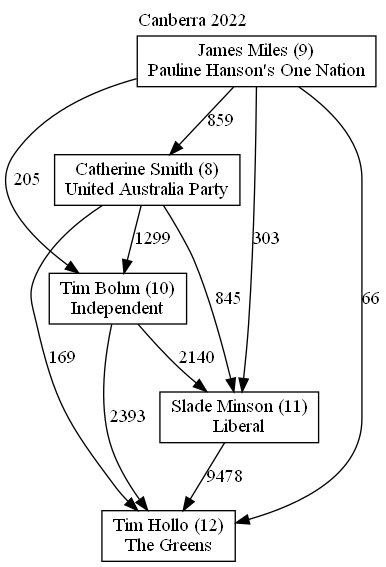 Canberra 2022
James Miles (9)
Pauline Hanson's One Nation
859
Catherine Smith (8)
United Australia Party
205
1299
303
Tim Bohm (10)
Independent
845
66
169
2140
2393
Slade Minson (11)
Liberal
9478
Tim Hollo (12)
The Greens